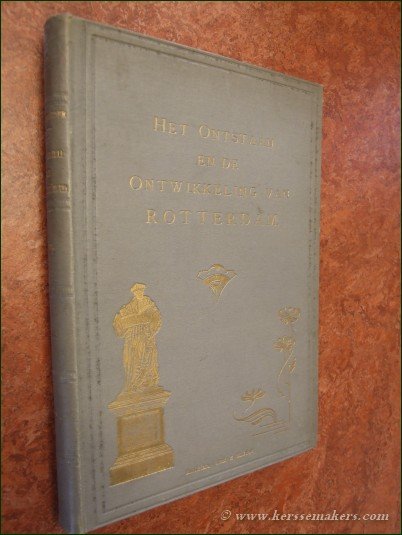 HET ONTSTAAN
EN DE
ONTWIKKELING VAN
ROTTERDAM
© www.kerssemakers.com